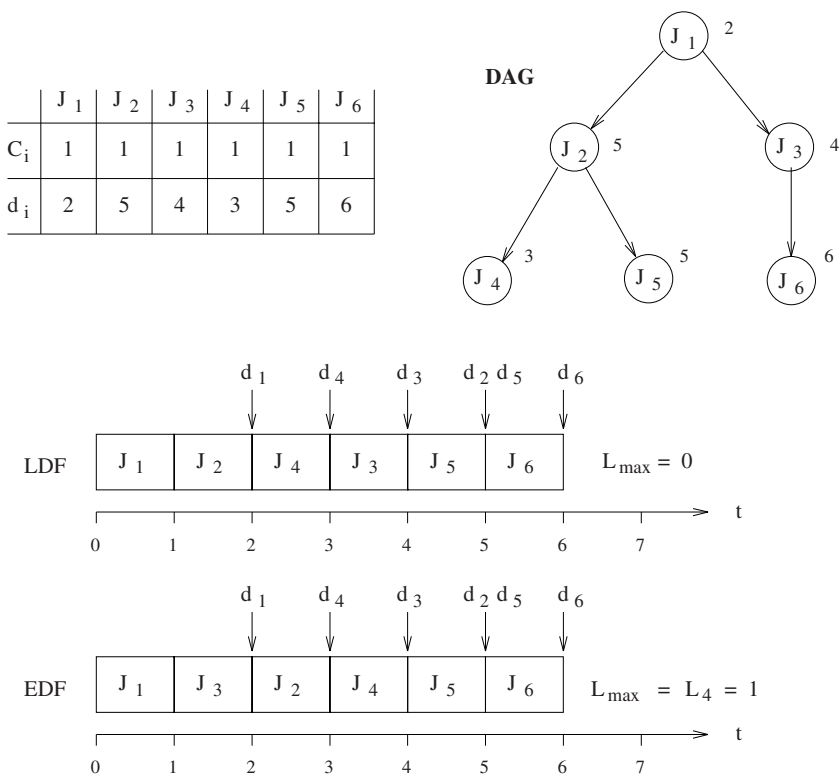 J 1 J 2 J 3 J 4 J 5 J 6
C i 1 1 1 1 1 1
d i 2 5 4 3 5 6
DAG
J 1 2
J 2 5
J 3 4
J 4 3
J 5 5
J 6 6
d 1 d 4 d 3 d 2 d 5 d 6
LDF J 1 J 2 J 4 J 3 J 5 J 6 L max = 0
t
0 1 2 3 4 5 6 7
d 1 d 4 d 3 d 2 d 5 d 6
EDF J 1 J 3 J 2 J 4 J 5 J 6 L max = L 4 = 1
t
0 1 2 3 4 5 6 7